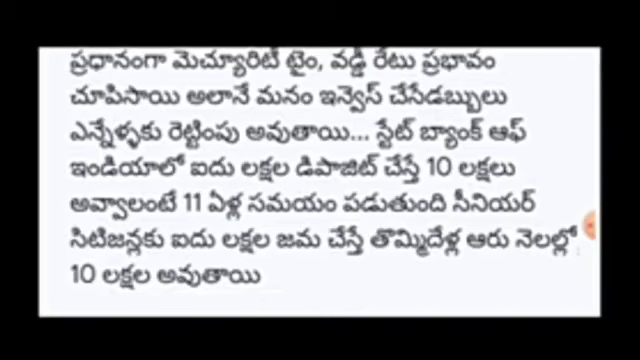 ప్రధానంగా మెచ్యూరిటీ టైం, వడ్డీ రేటు ప్రభావం
చూపిసాయి అలానే మనం ఇన్వెస్ చేసేడబ్బులు
ఎన్నేళ్ళకు రెట్టింపు అవుతాయి... స్టేట్ బ్యాంక్ ఆఫ్
ఇండియాలో ఐదు లక్షల డిపాజిట్ చేస్తే 10 లక్షలు
అవ్వాలంటే 11 ఏళ్ల సమయం పడుతుంది సీనియర్
సిటిజన్లకు ఐదు లక్షల జమ చేస్తే తొమ్మిదేళ్ల ఆరు నెలల్లో
10 లక్షల అవుతాయి